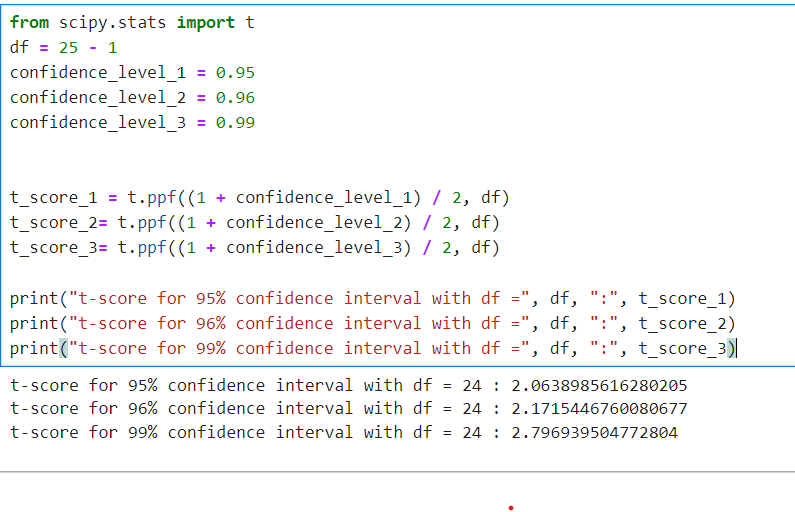 from scipy.stats import t
df = 25 - 1
confidence_level_1 = 0.95
confidence_level_2 = 0.96
confidence_level_3 = 0.99
t_score_1 = t.ppf((1 + confidence_level_1) / 2, df)
t_score_2= t.ppf((1 + confidence_level_2) / 2, df)
t_score_3= t.ppf((1 + confidence_level_3) / 2, df)
print("t-score for 95% confidence interval with df =", df, ":", t_score_1)
print("t-score for 96% confidence interval with df =", df, ":", t_score_2)
print("t-score for 99% confidence interval with df =", df, ":", t_score_3)
t-score for 95% confidence interval with df = 24 : 2.0638985616280205
t-score for 96% confidence interval with df = 24 : 2.1715446760080677
t-score for 99% confidence interval with df = 24 : 2.796939504772804